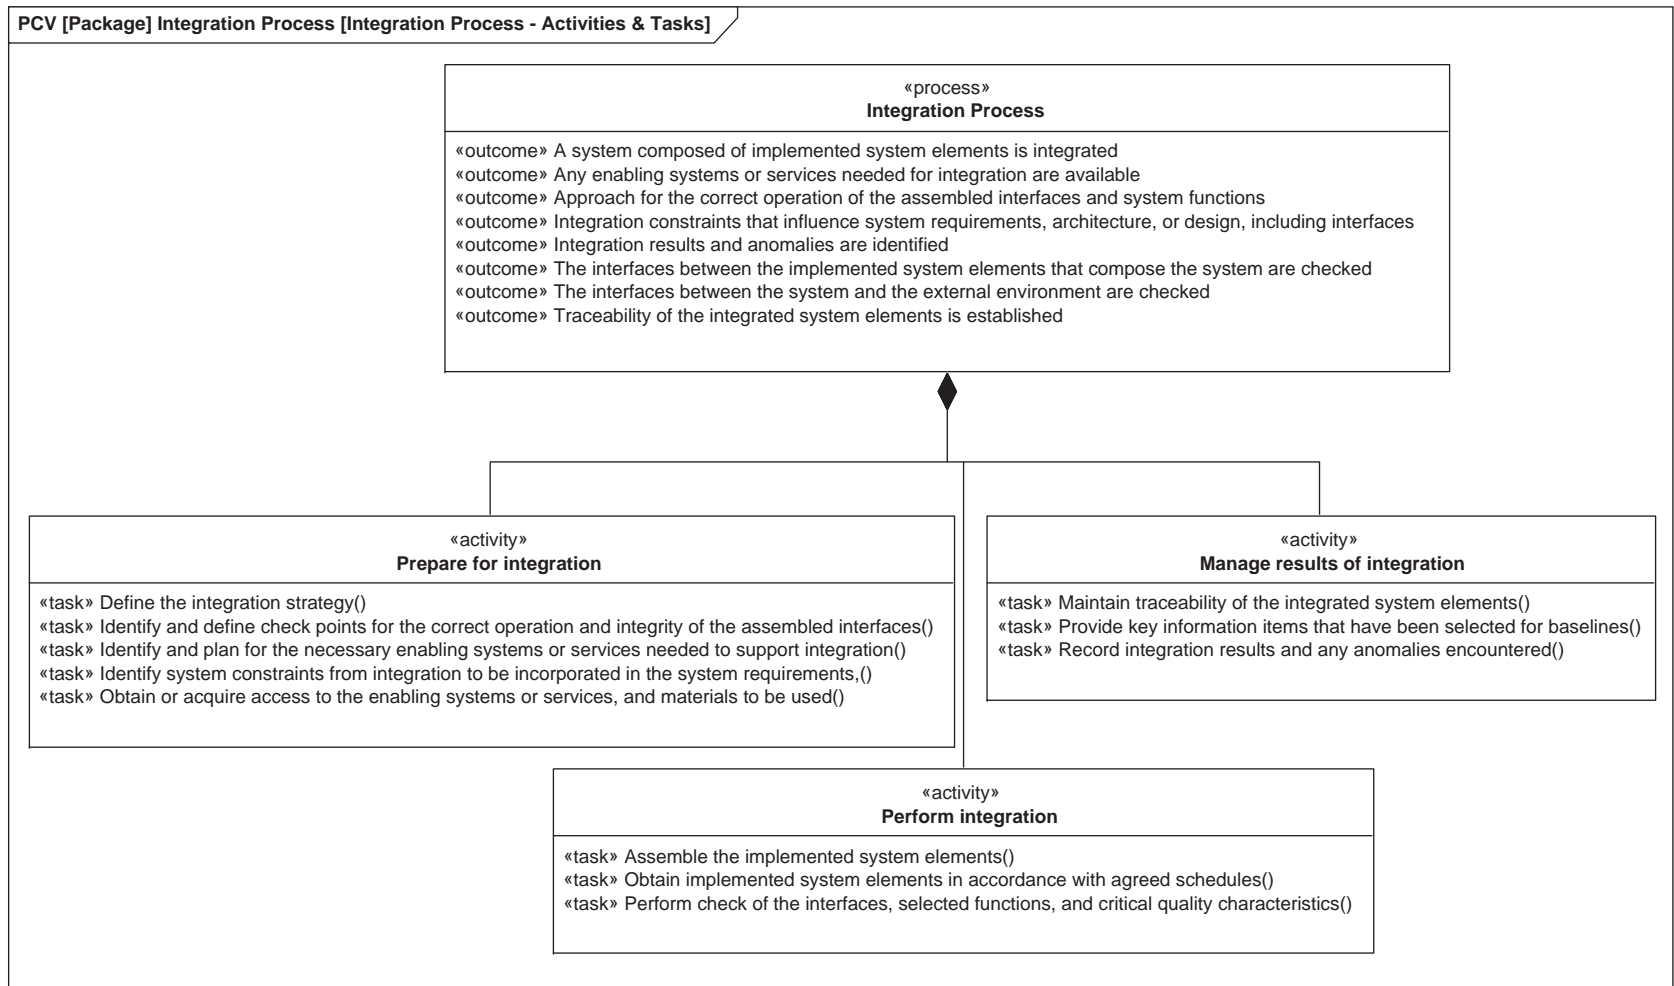 PCV [Package] Integration Process [Integration Process - Activities & Tasks]
«process»
Integration Process
«outcome» A system composed of implemented system elements is integrated
«outcome» Any enabling systems or services needed for integration are available
«outcome» Approach for the correct operation of the assembled interfaces and system functions
«outcome» Integration constraints that influence system requirements, architecture, or design, including interfaces
«outcome» Integration results and anomalies are identified
«outcome» The interfaces between the implemented system elements that compose the system are checked
«outcome» The interfaces between the system and the external environment are checked
«outcome» Traceability of the integrated system elements is established
«activity»
Prepare for integration
«task» Define the integration strategy()
«task» Identify and define check points for the correct operation and integrity of the assembled interfaces()
«task» Identify and plan for the necessary enabling systems or services needed to support integration()
«task» Identify system constraints from integration to be incorporated in the system requirements,()
«task» Obtain or acquire access to the enabling systems or services, and materials to be used()
«activity»
Manage results of integration
«task» Maintain traceability of the integrated system elements()
«task» Provide key information items that have been selected for baselines()
«task» Record integration results and any anomalies encountered()
«activity»
Perform integration
«task» Assemble the implemented system elements()
«task» Obtain implemented system elements in accordance with agreed schedules()
«task» Perform check of the interfaces, selected functions, and critical quality characteristics()